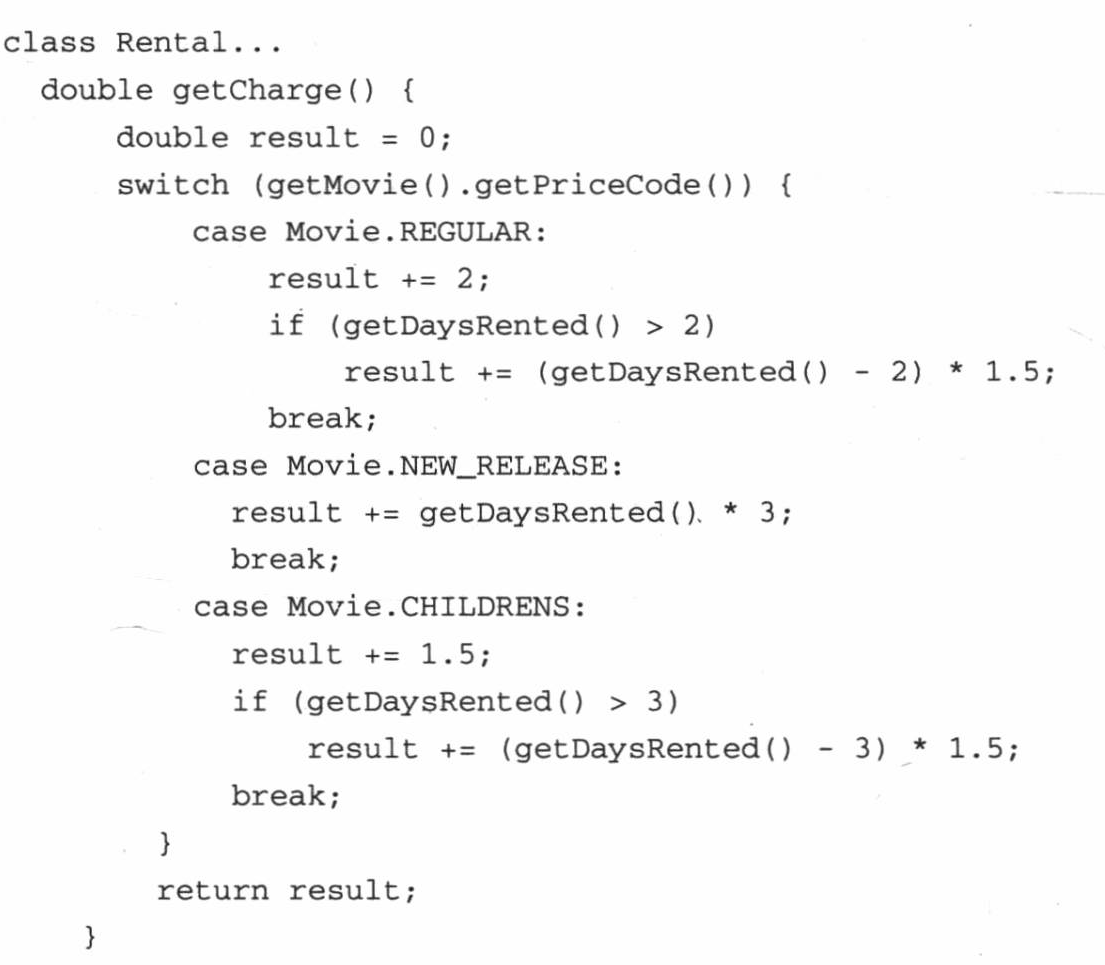 class Rental...
  double getCharge() {
      double result = 0;
      switch (getMovie().getPriceCode()) {
          case Movie.REGULAR:
              result += 2;
              if (getDaysRented() > 2)
                  result += (getDaysRented() - 2) * 1.5;
              break;
          case Movie.NEW_RELEASE:
            result += getDaysRented() * 3;
            break;
          case Movie.CHILDRENS:
            result += 1.5;
            if (getDaysRented() > 3)
                result += (getDaysRented() - 3) * 1.5;
            break;
        }
        return result;
    }